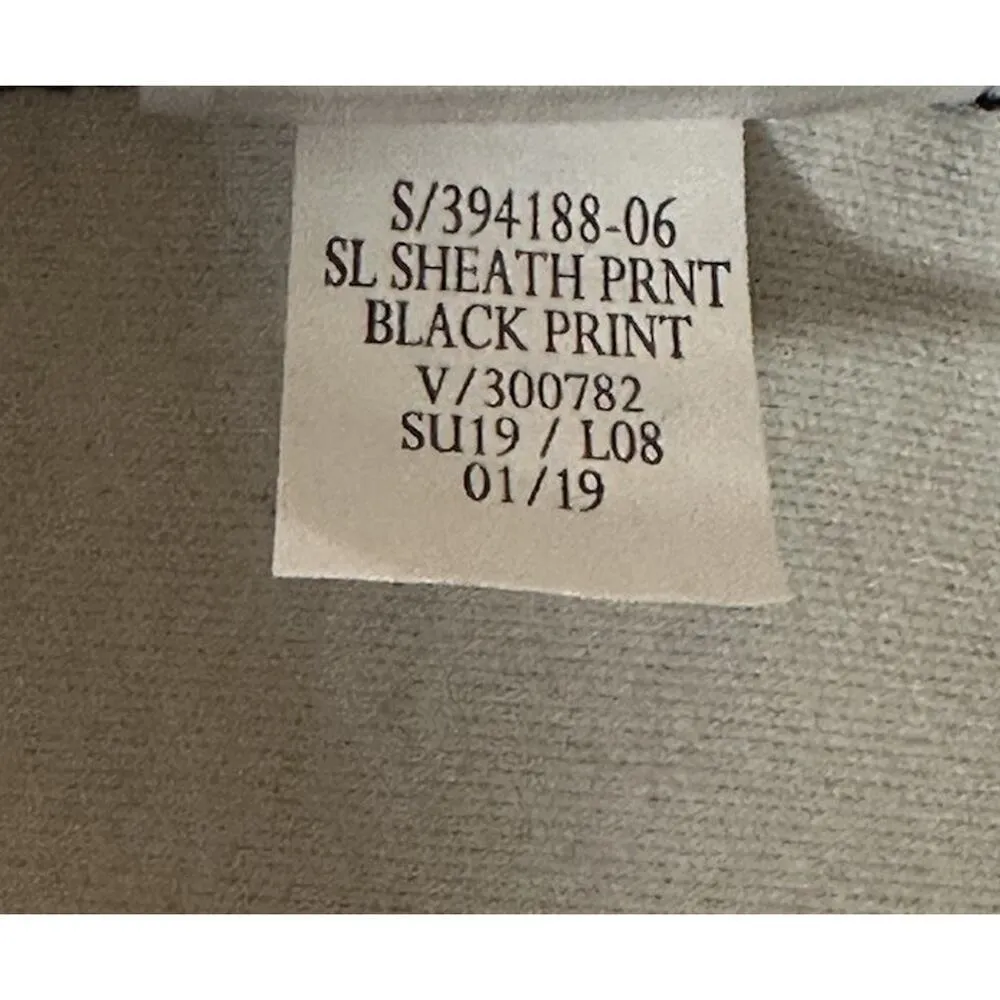 S/394188-06
SL SHEATH PRNT
BLACK PRINT
V/300782
SU19 / L08
01/19